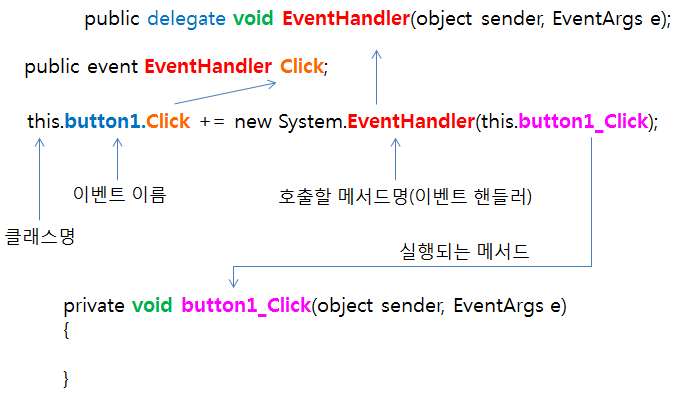 public delegate void EventHandler(object sender, EventArgs e);
public event EventHandler Click;
this.button1.Click += new System.EventHandler(this.button1_Click);
이벤트 이름
호출할 메서드명(이벤트 핸들러)
클래스명
실행되는 메서드
private void button1_Click(object sender, EventArgs e)
{
}